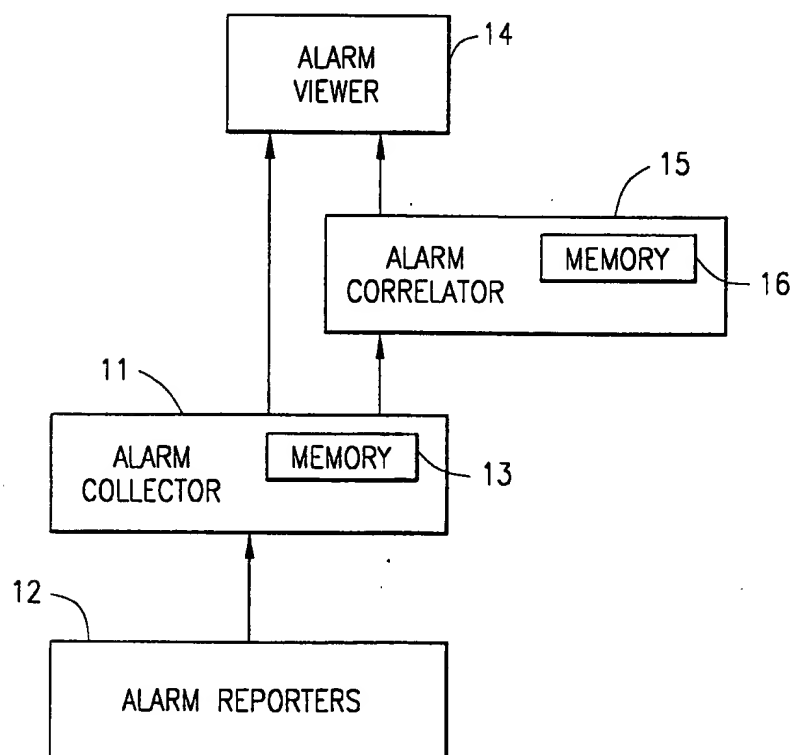 ALARM
VIEWER
14
15
ALARM
CORRELATOR
MEMORY
16
11
ALARM
COLLECTOR
MEMORY
13
12
ALARM REPORTERS